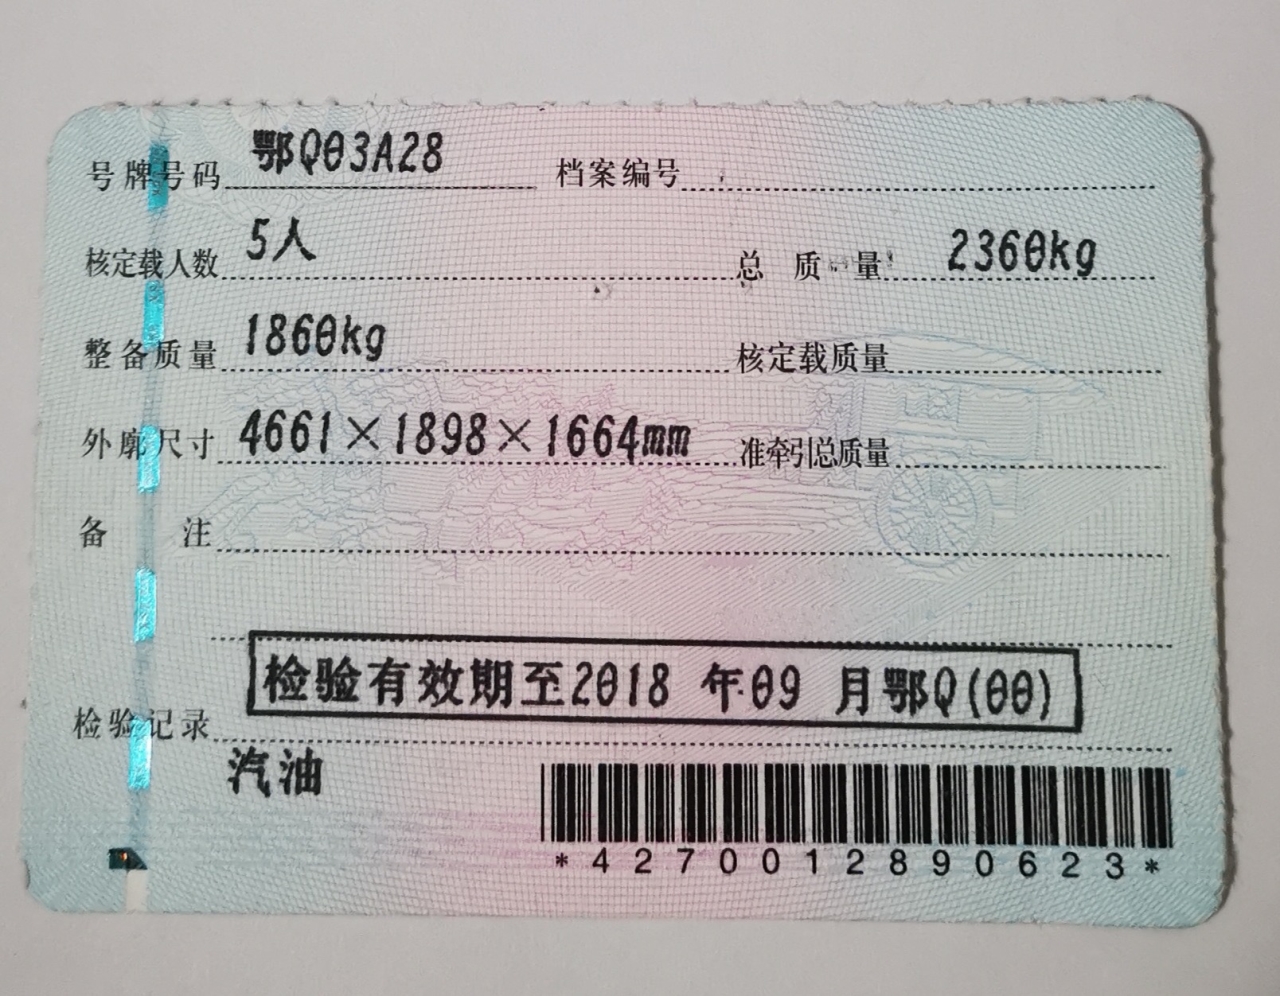 号牌号码 鄂Q03A28 档案编号
核定载人数 5人 总质量 2360kg
整备质量 1860kg 核定载质量
外廓尺寸 4661×1898×1664mm 准牵引总质量
备注
检验记录 检验有效期至2018 年09 月鄂Q(00)
汽油
*4270012890623*